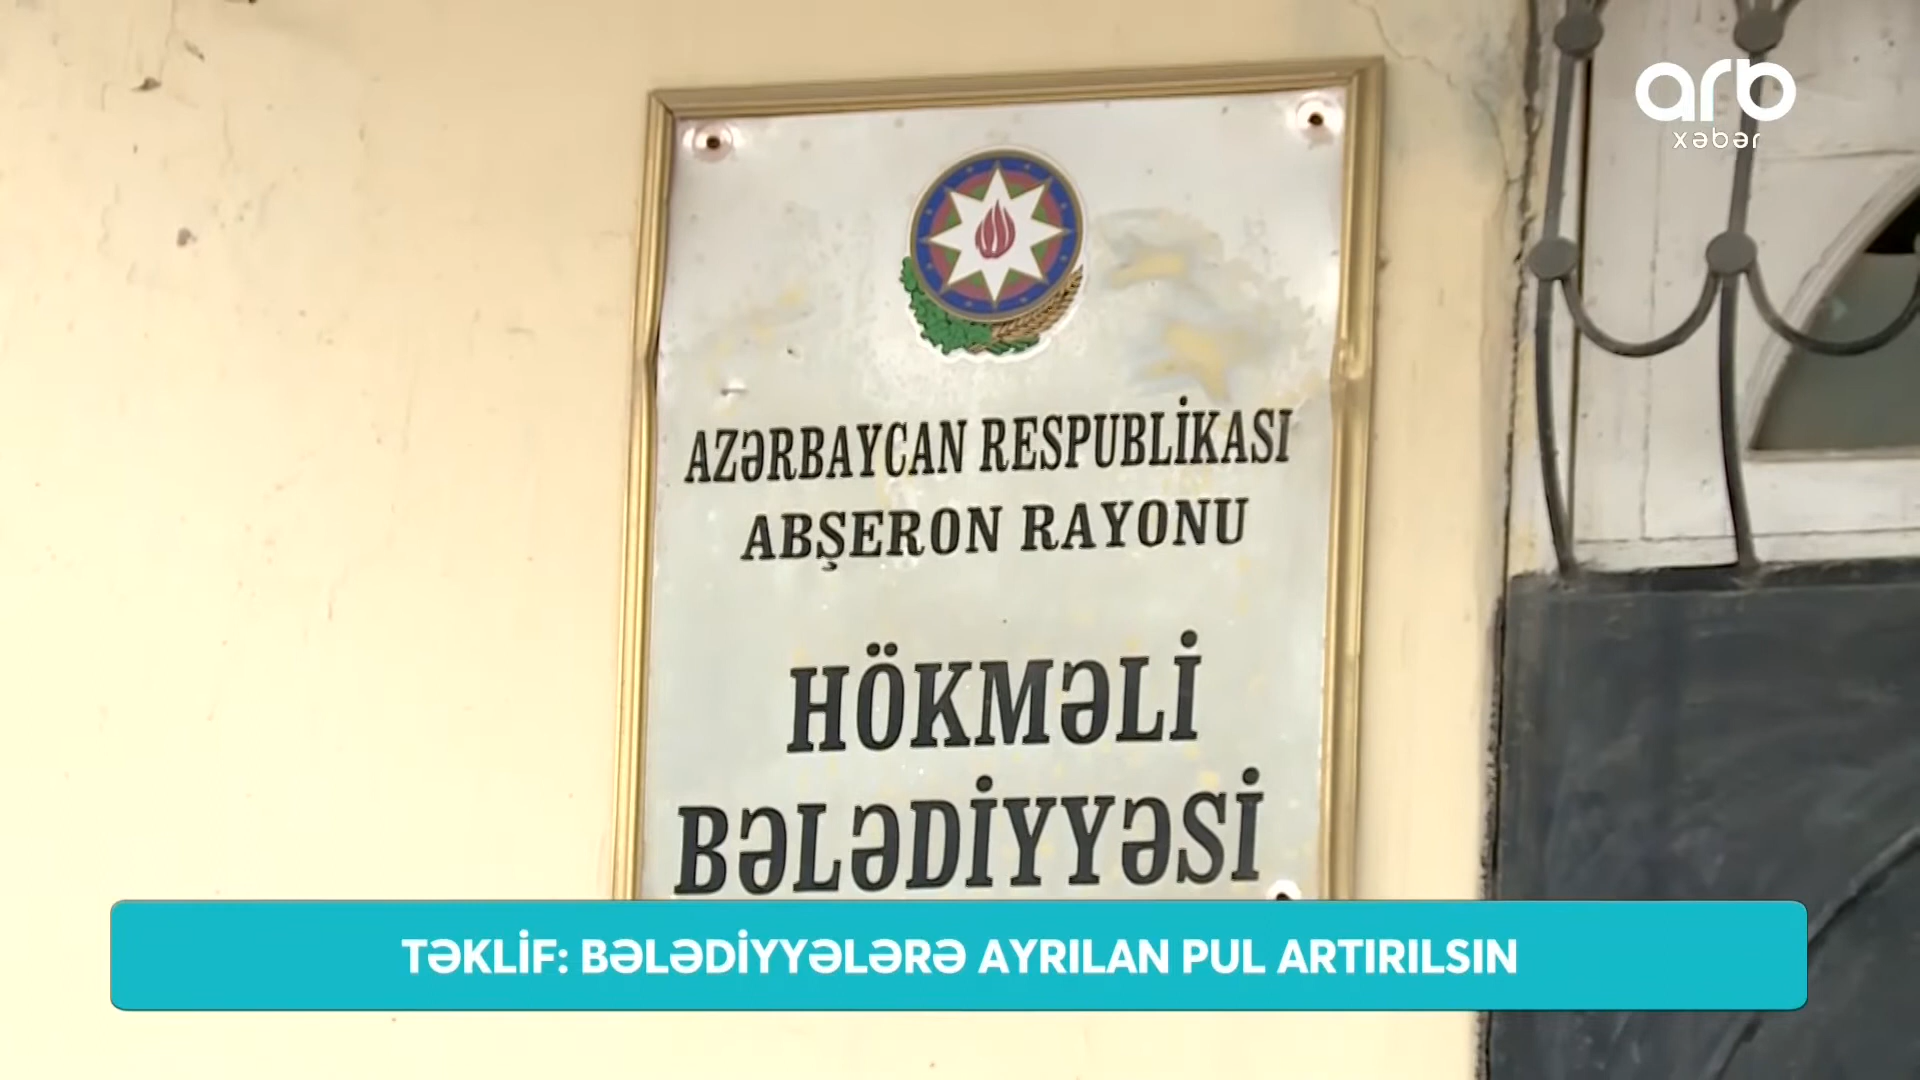 arb
xəbər
AZƏRBAYCAN RESPUBLİKASI
ABŞERON RAYONU
HÖKMƏLİ
BƏLƏDİYYƏSİ
TƏKLİF: BƏLƏDİYYƏLƏRƏ AYRILAN PUL ARTIRILSIN